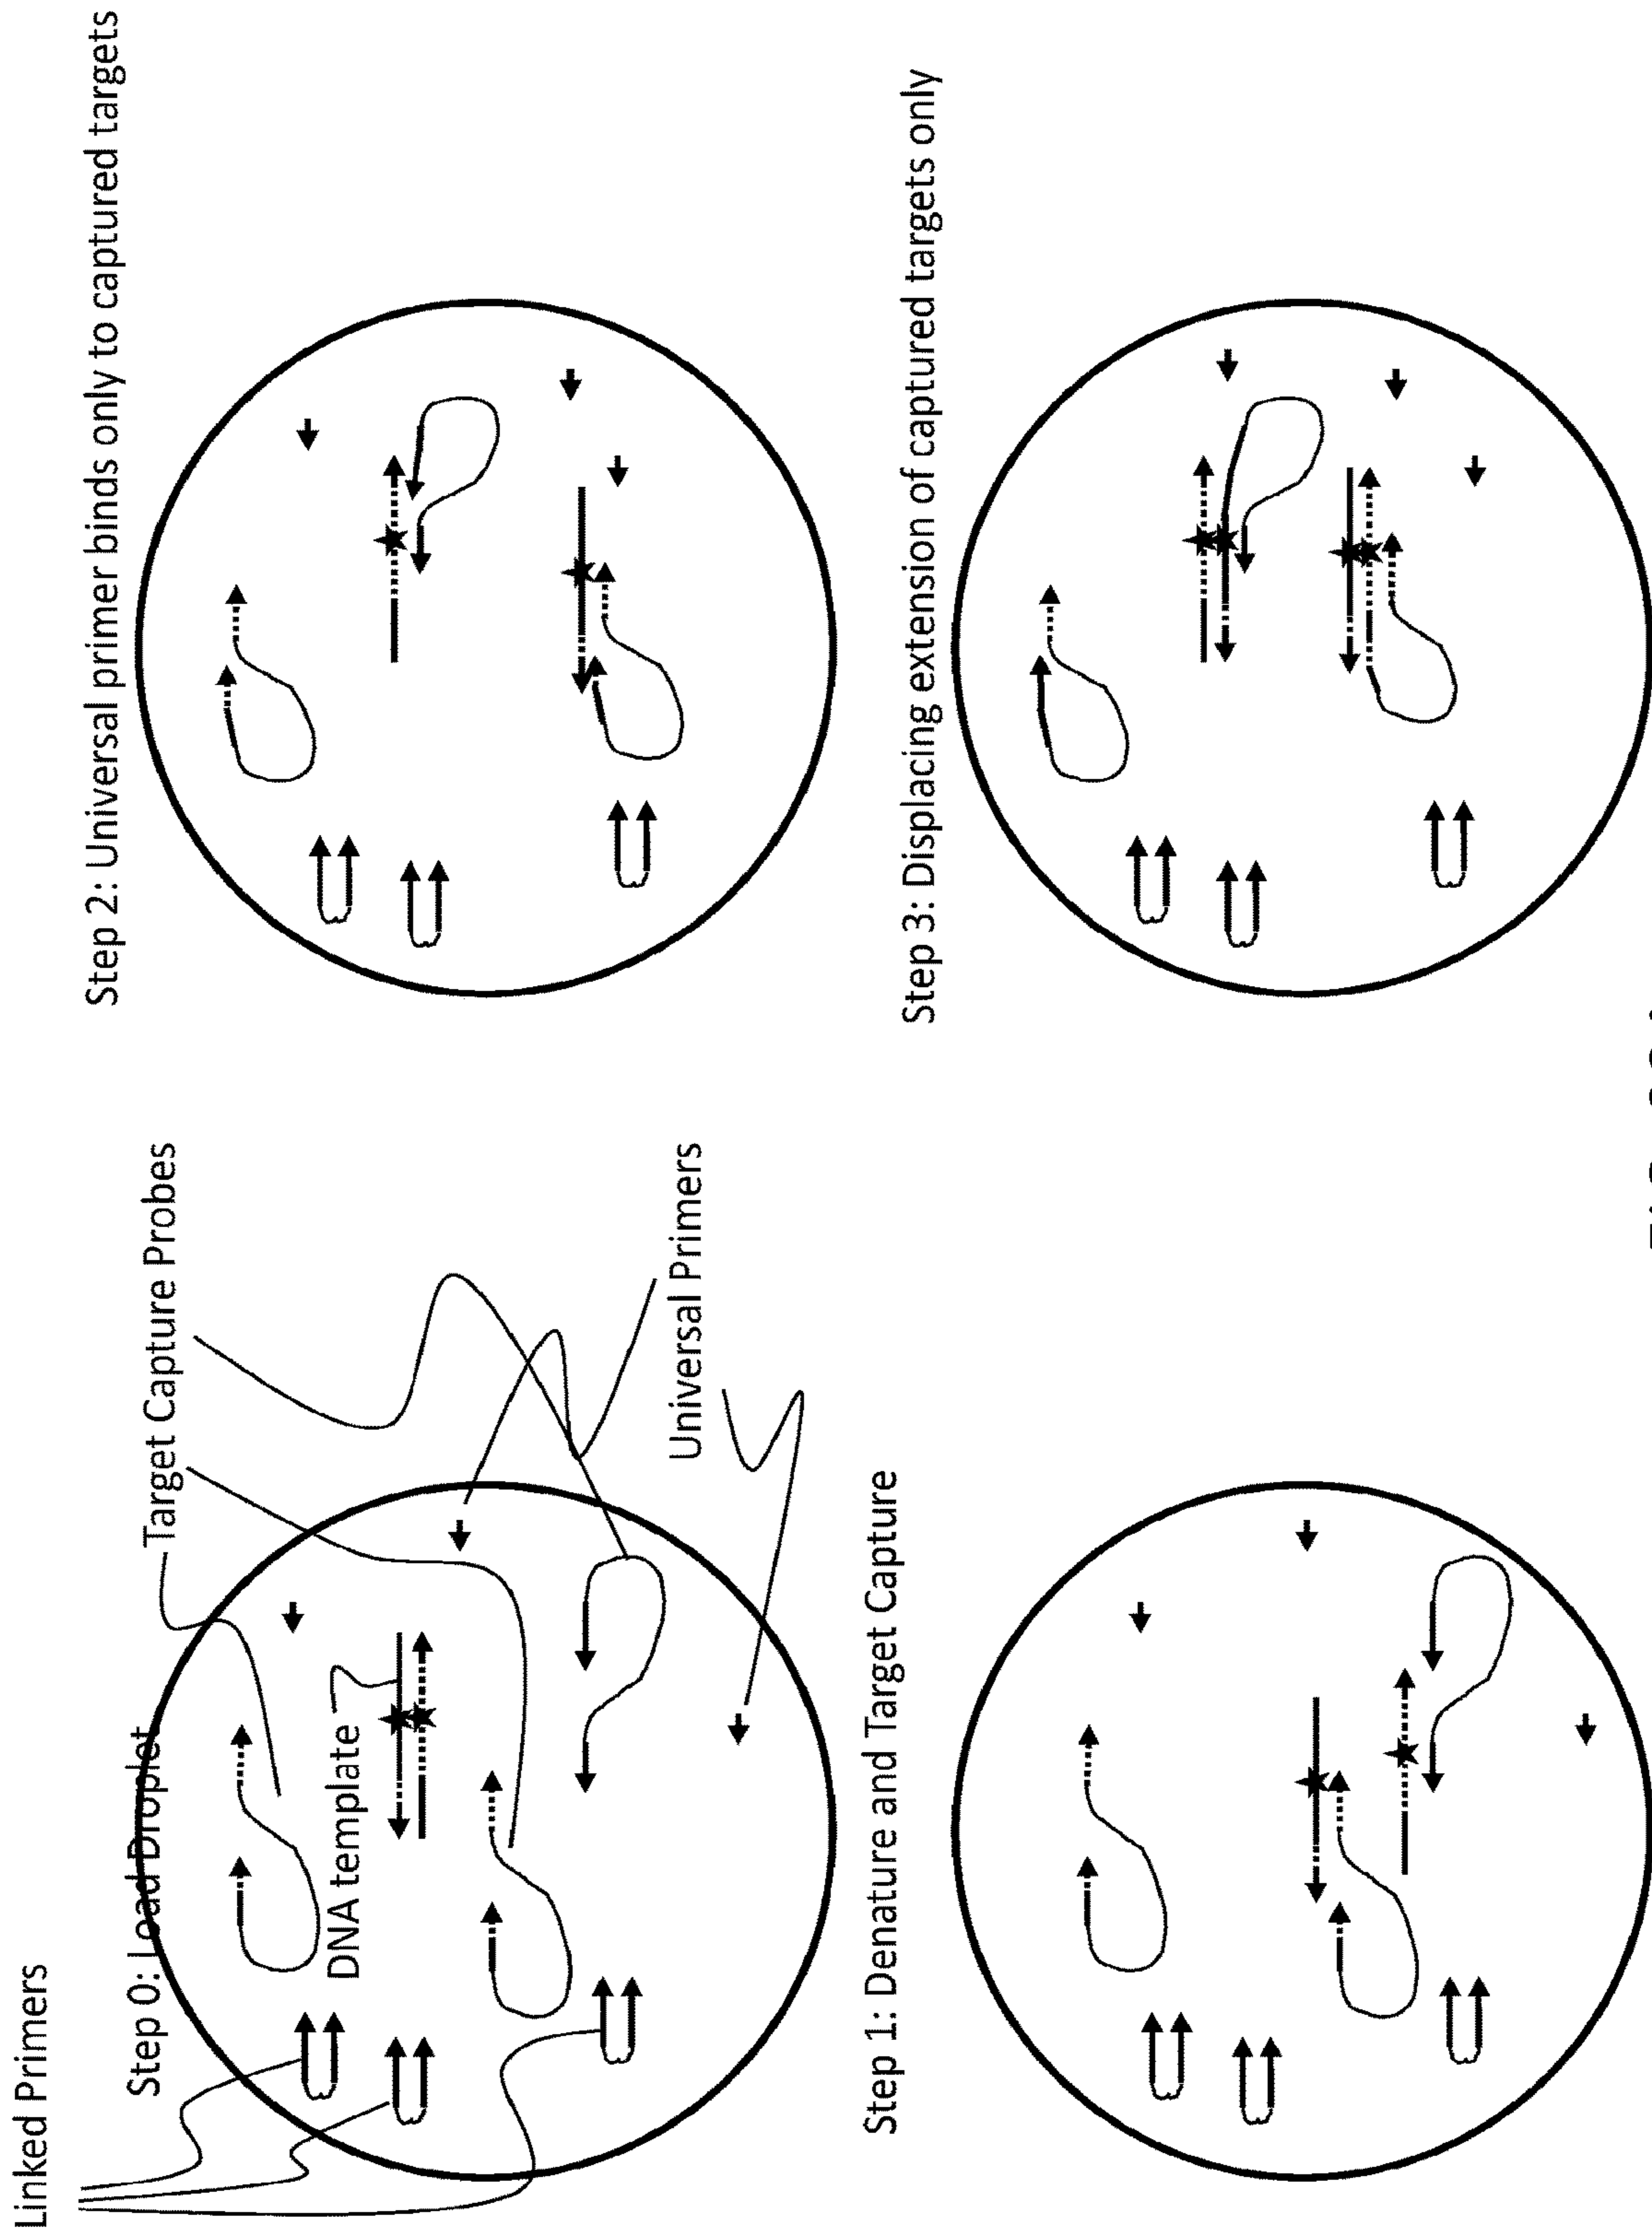 Linked Primers
Step 0: Load Droplet
DNA template
Target Capture Probes
Universal Primers
Step 1: Denature and Target Capture
Step 2: Universal primer binds only to captured targets
Step 3: Displacing extension of captured targets only